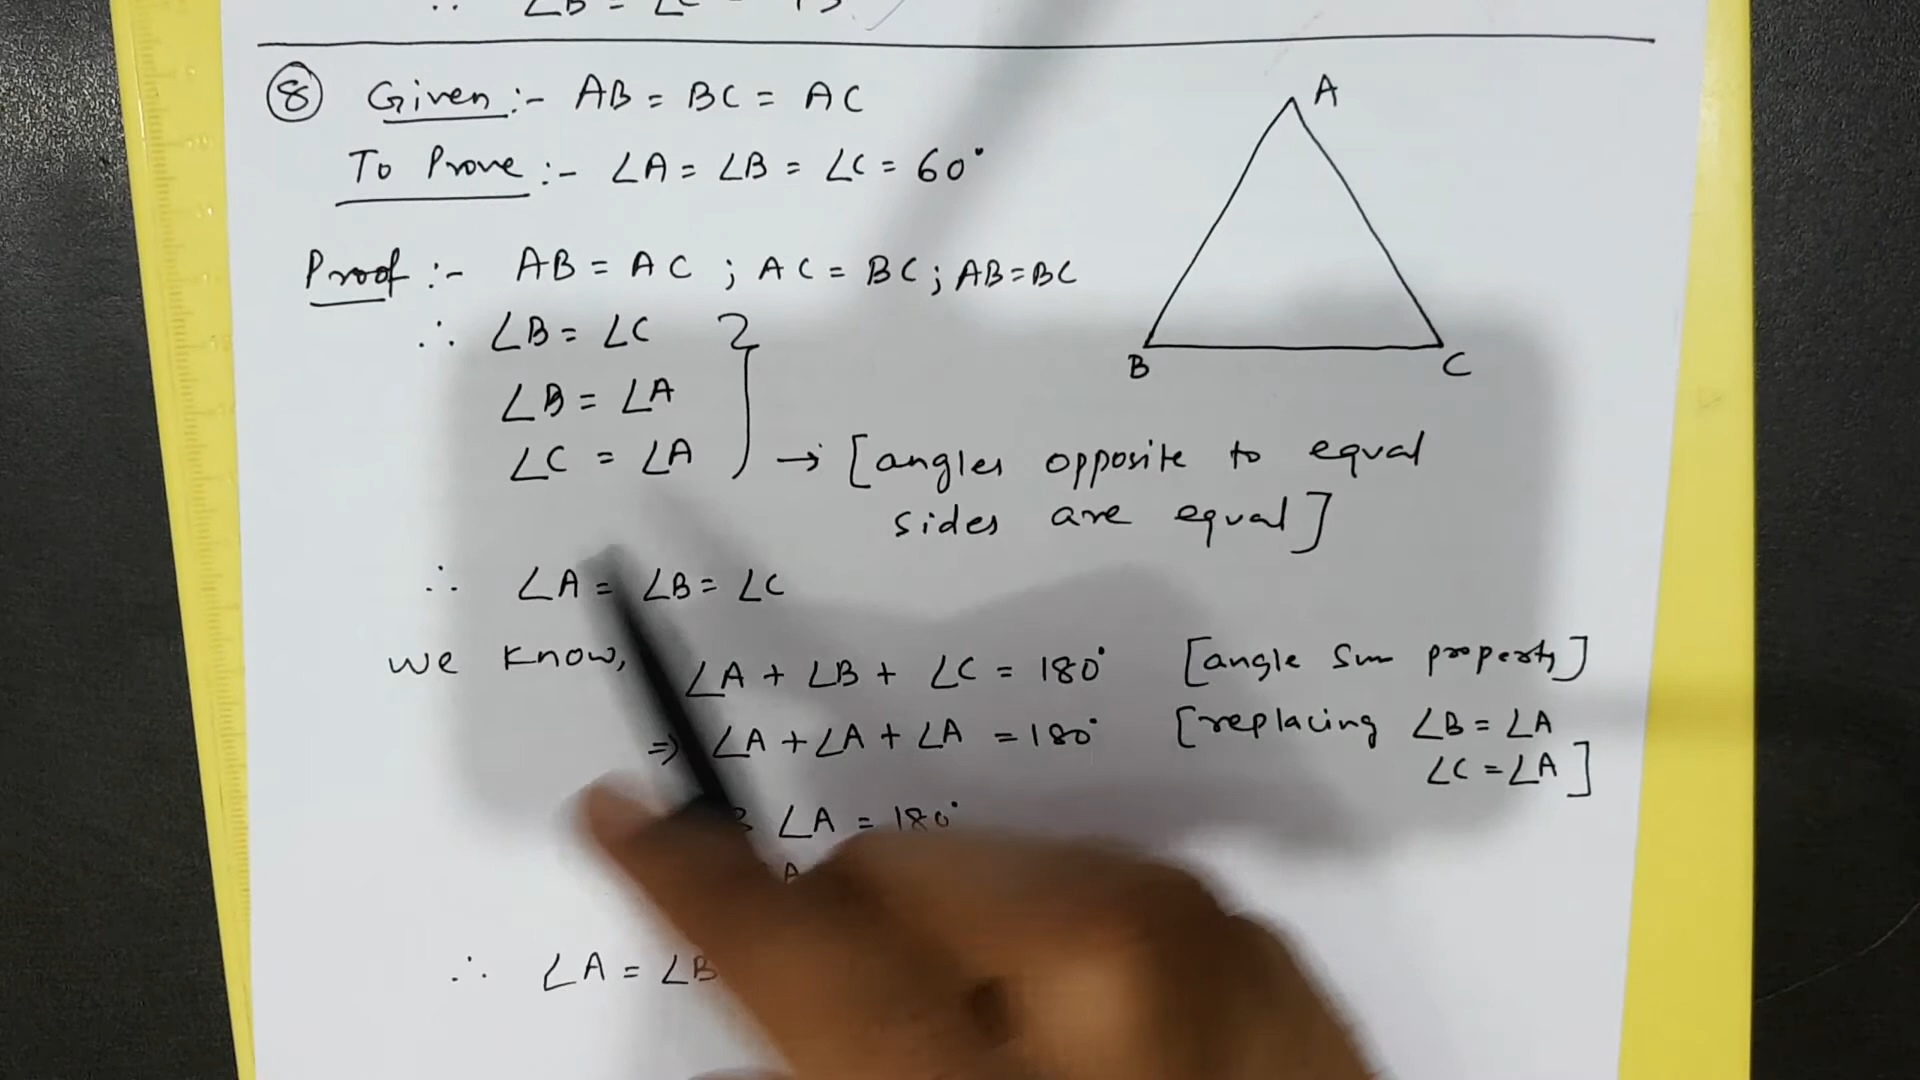 ∴ ∠B = ∠C
⑧ Given :- AB = BC = AC
To Prove :- ∠A = ∠B = ∠C = 60°
Proof :- AB = AC ; AC = BC ; AB = BC
∴ ∠B = ∠C
∠B = ∠A
∠C = ∠A → [angles opposite to equal
sides are equal]
∴ ∠A = ∠B = ∠C
we know, ∠A + ∠B + ∠C = 180° [angle sum property]
⇒ ∠A + ∠A + ∠A = 180° [replacing ∠B = ∠A
∠C = ∠A]
3 ∠A = 180°
A
∴ ∠A = ∠B
A
B
C